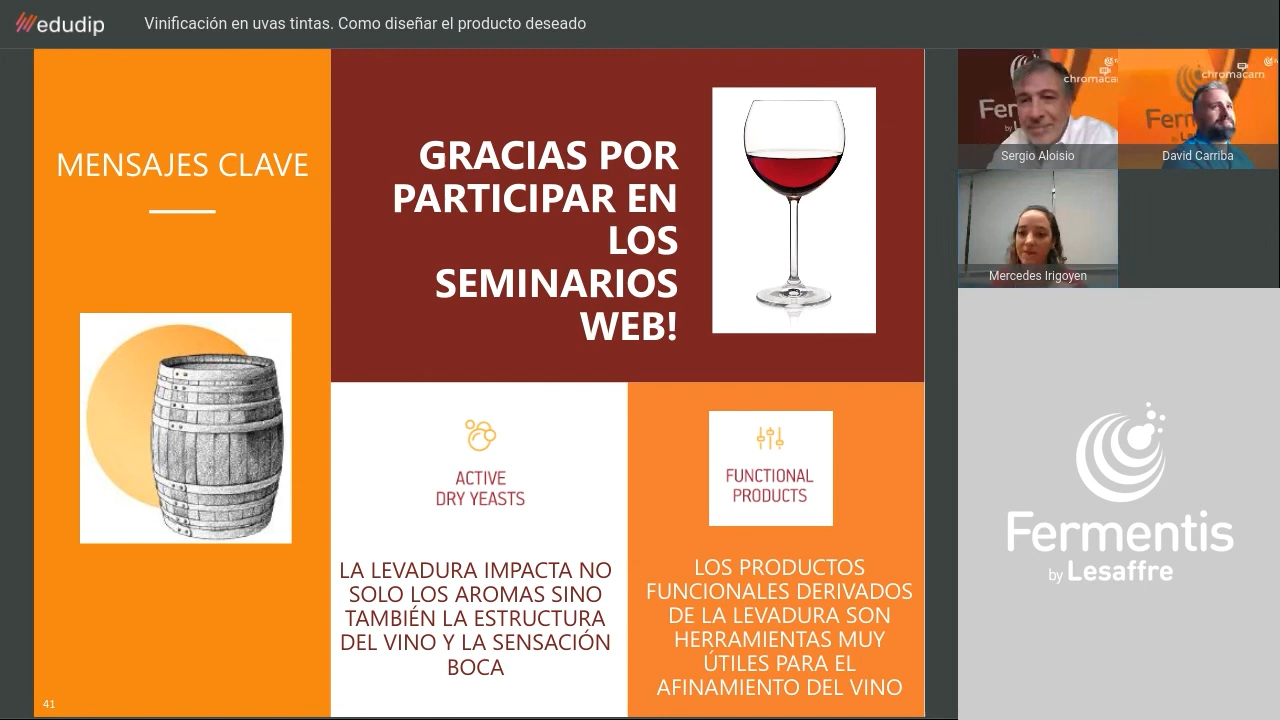 edudip
Vinificación en uvas tintas. Como diseñar el producto deseado
MENSAJES CLAVE
GRACIAS POR
PARTICIPAR EN
LOS
SEMINARIOS
WEB!
ACTIVE
DRY YEASTS
FUNCTIONAL
PRODUCTS
LA LEVADURA IMPACTA NO
SOLO LOS AROMAS SINO
TAMBIÉN LA ESTRUCTURA
DEL VINO Y LA SENSACIÓN
BOCA
LOS PRODUCTOS
FUNCIONALES DERIVADOS
DE LA LEVADURA SON
HERRAMIENTAS MUY
ÚTILES PARA EL
AFINAMIENTO DEL VINO
41
chromacam
Sergio Aloisio
chromacam
David Carriba
Mercedes Irigoyen
Fermentis
by Lesaffre